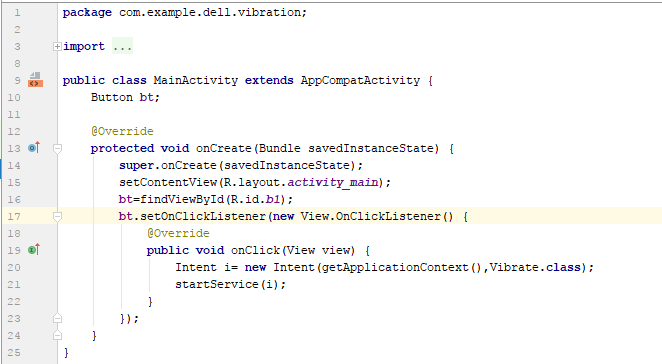 1 package com.example.dell.vibration;
2
3 import ...
8
9 public class MainActivity extends AppCompatActivity {
10     Button bt;
11
12     @Override
13     protected void onCreate(Bundle savedInstanceState) {
14         super.onCreate(savedInstanceState);
15         setContentView(R.layout.activity_main);
16         bt=findViewById(R.id.b1);
17         bt.setOnClickListener(new View.OnClickListener() {
18             @Override
19             public void onClick(View view) {
20                 Intent i= new Intent(getApplicationContext(),Vibrate.class);
21                 startService(i);
22             }
23         });
24     }
25 }